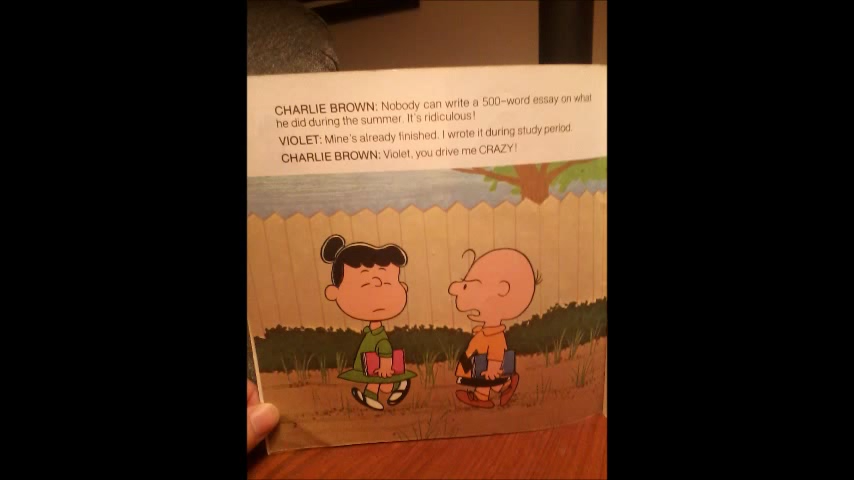 CHARLIE BROWN: Nobody can write a 500-word essay on what
he did during the summer. It's ridiculous!
VIOLET: Mine's already finished. I wrote it during study period.
CHARLIE BROWN: Violet, you drive me CRAZY!